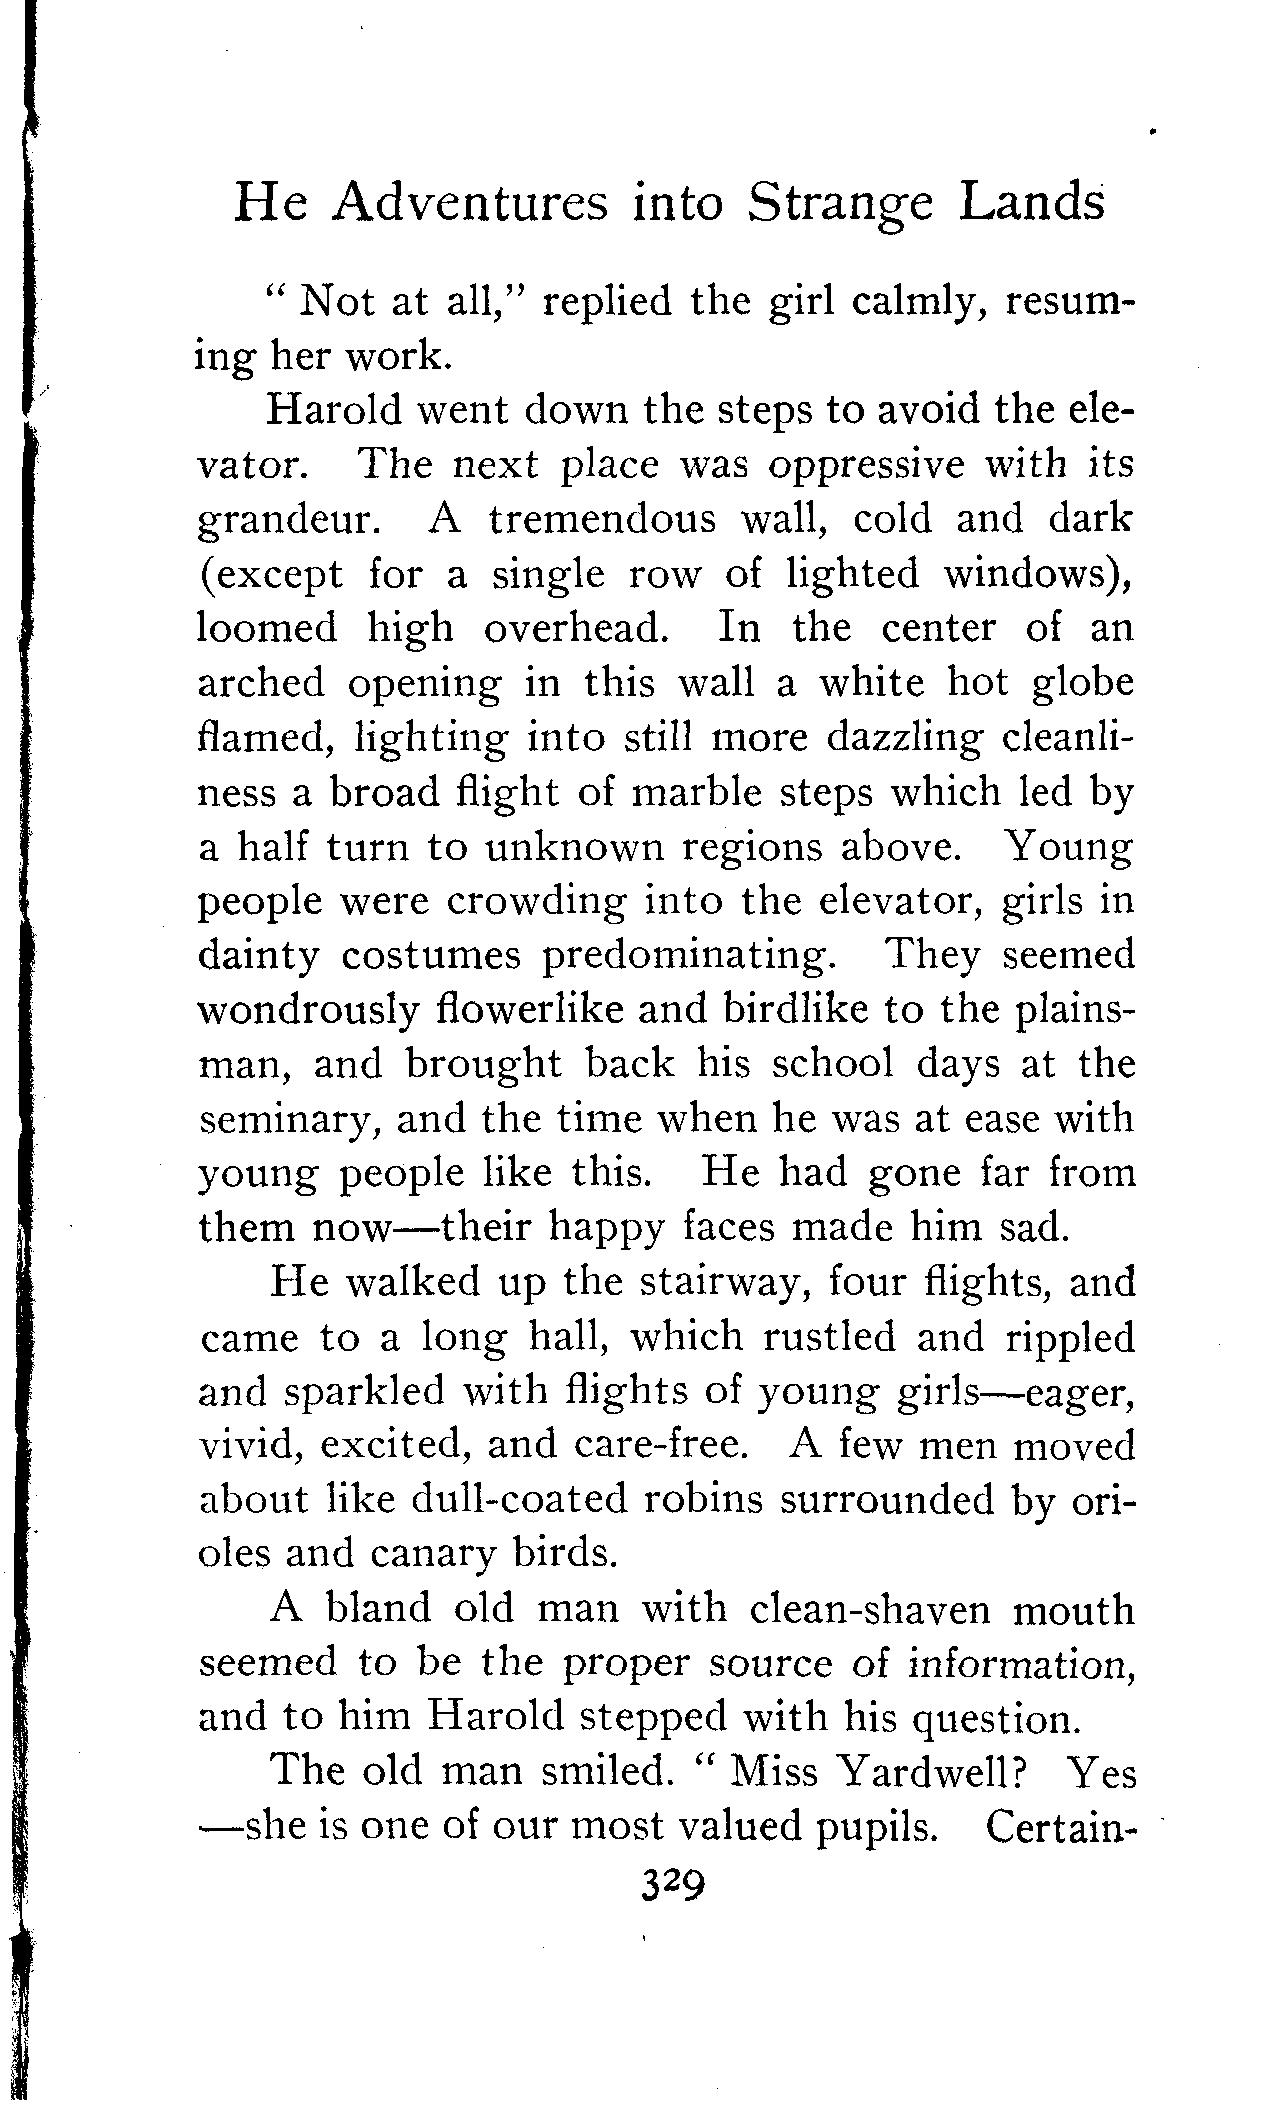 He Adventures into Strange Lands
" Not at all," replied the girl calmly, resum-
ing her work.
Harold went down the steps to avoid the ele-
vator. The next place was oppressive with its
grandeur. A tremendous wall, cold and dark
(except for a single row of lighted windows),
loomed high overhead. In the center of an
arched opening in this wall a white hot globe
flamed, lighting into still more dazzling cleanli-
ness a broad flight of marble steps which led by
a half turn to unknown regions above. Young
people were crowding into the elevator, girls in
dainty costumes predominating. They seemed
wondrously flowerlike and birdlike to the plains-
man, and brought back his school days at the
seminary, and the time when he was at ease with
young people like this. He had gone far from
them now—their happy faces made him sad.
He walked up the stairway, four flights, and
came to a long hall, which rustled and rippled
and sparkled with flights of young girls—eager,
vivid, excited, and care-free. A few men moved
about like dull-coated robins surrounded by ori-
oles and canary birds.
A bland old man with clean-shaven mouth
seemed to be the proper source of information,
and to him Harold stepped with his question.
The old man smiled. " Miss Yardwell? Yes
—she is one of our most valued pupils. Certain-
329